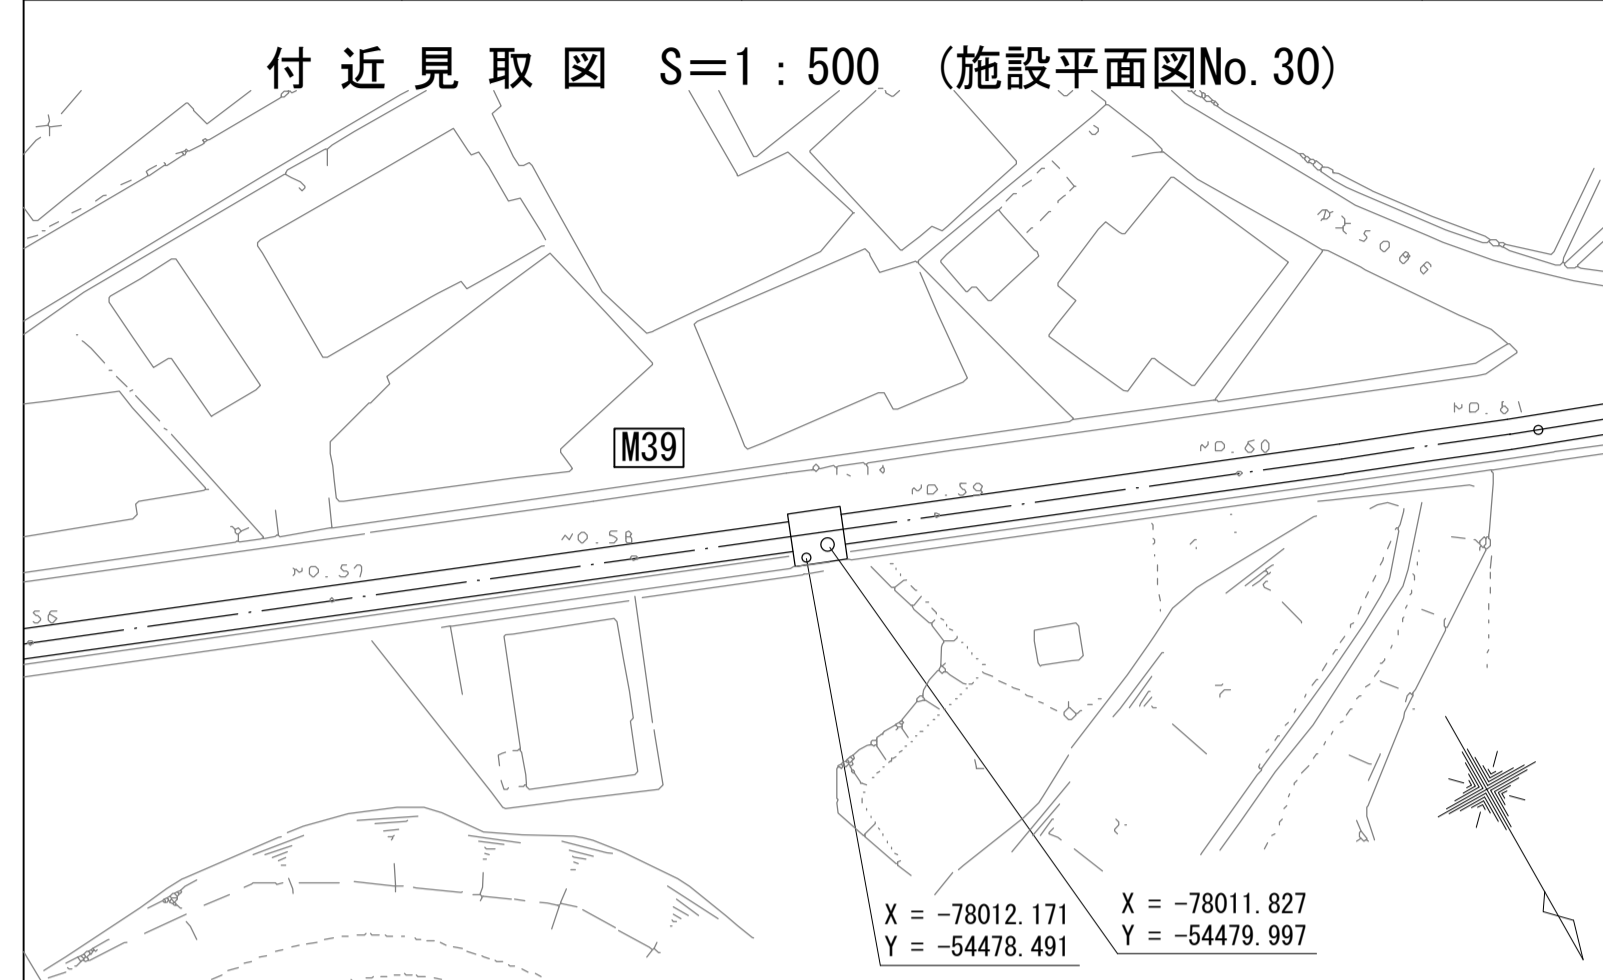 付近見取図 S＝1：500 （施設平面図No.30）
M39
56
NO.57
NO.58
NO.59
NO.60
NO.61
X = -78012.171
Y = -54478.491
X = -78011.827
Y = -54479.997